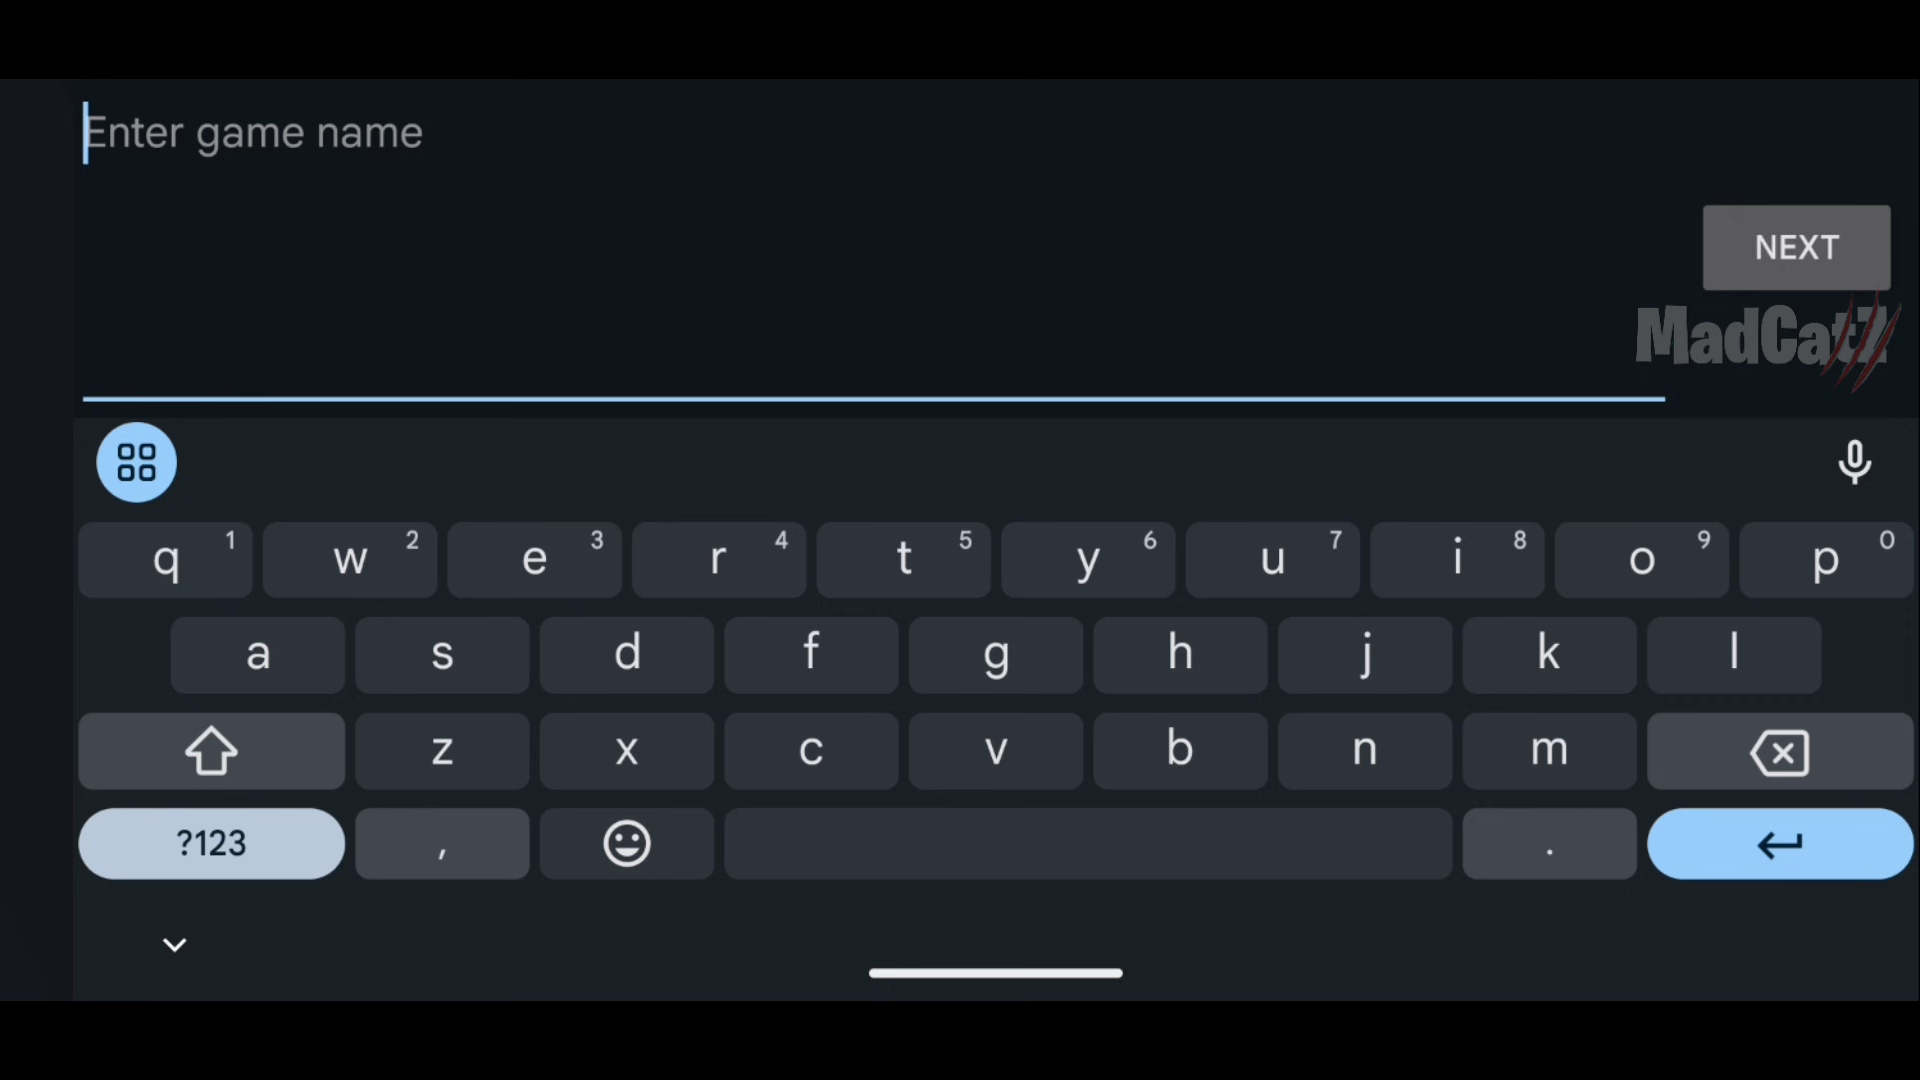 Enter game name
NEXT
MadCatZ
q 1 w 2 e 3 r 4 t 5 y 6 u 7 i 8 o 9 p 0
a s d f g h j k l
z x c v b n m
?123 , .